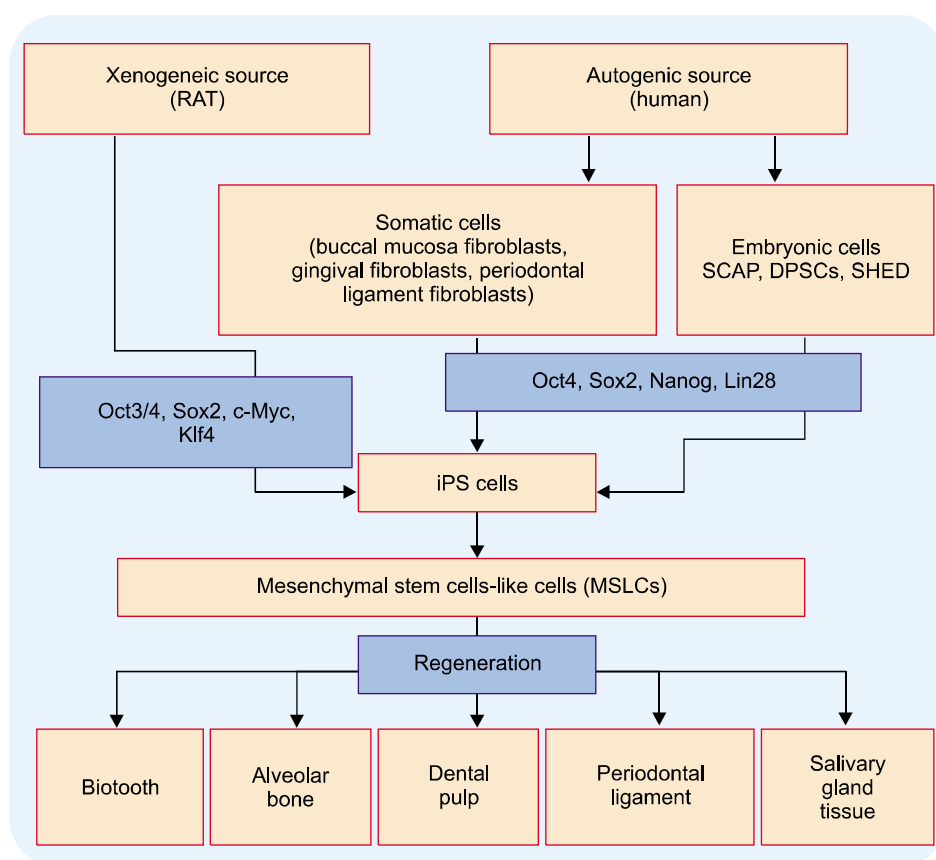 Xenogeneic source
(RAT)
Autogenic source
(human)
Somatic cells
(buccal mucosa fibroblasts,
gingival fibroblasts, periodontal
ligament fibroblasts)
Embryonic cells
SCAP, DPSCs, SHED
Oct3/4, Sox2, c-Myc,
Klf4
Oct4, Sox2, Nanog, Lin28
iPS cells
Mesenchymal stem cells-like cells (MSLCs)
Regeneration
Biotooth
Alveolar
bone
Dental
pulp
Periodontal
ligament
Salivary
gland
tissue